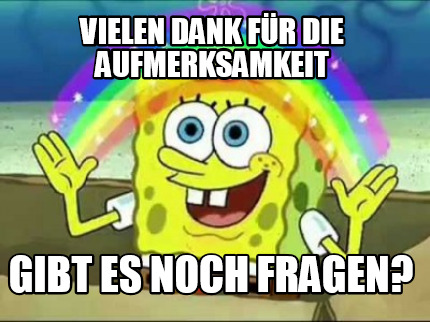 VIELEN DANK FÜR DIE
AUFMERKSAMKEIT
GIBT ES NOCH FRAGEN?